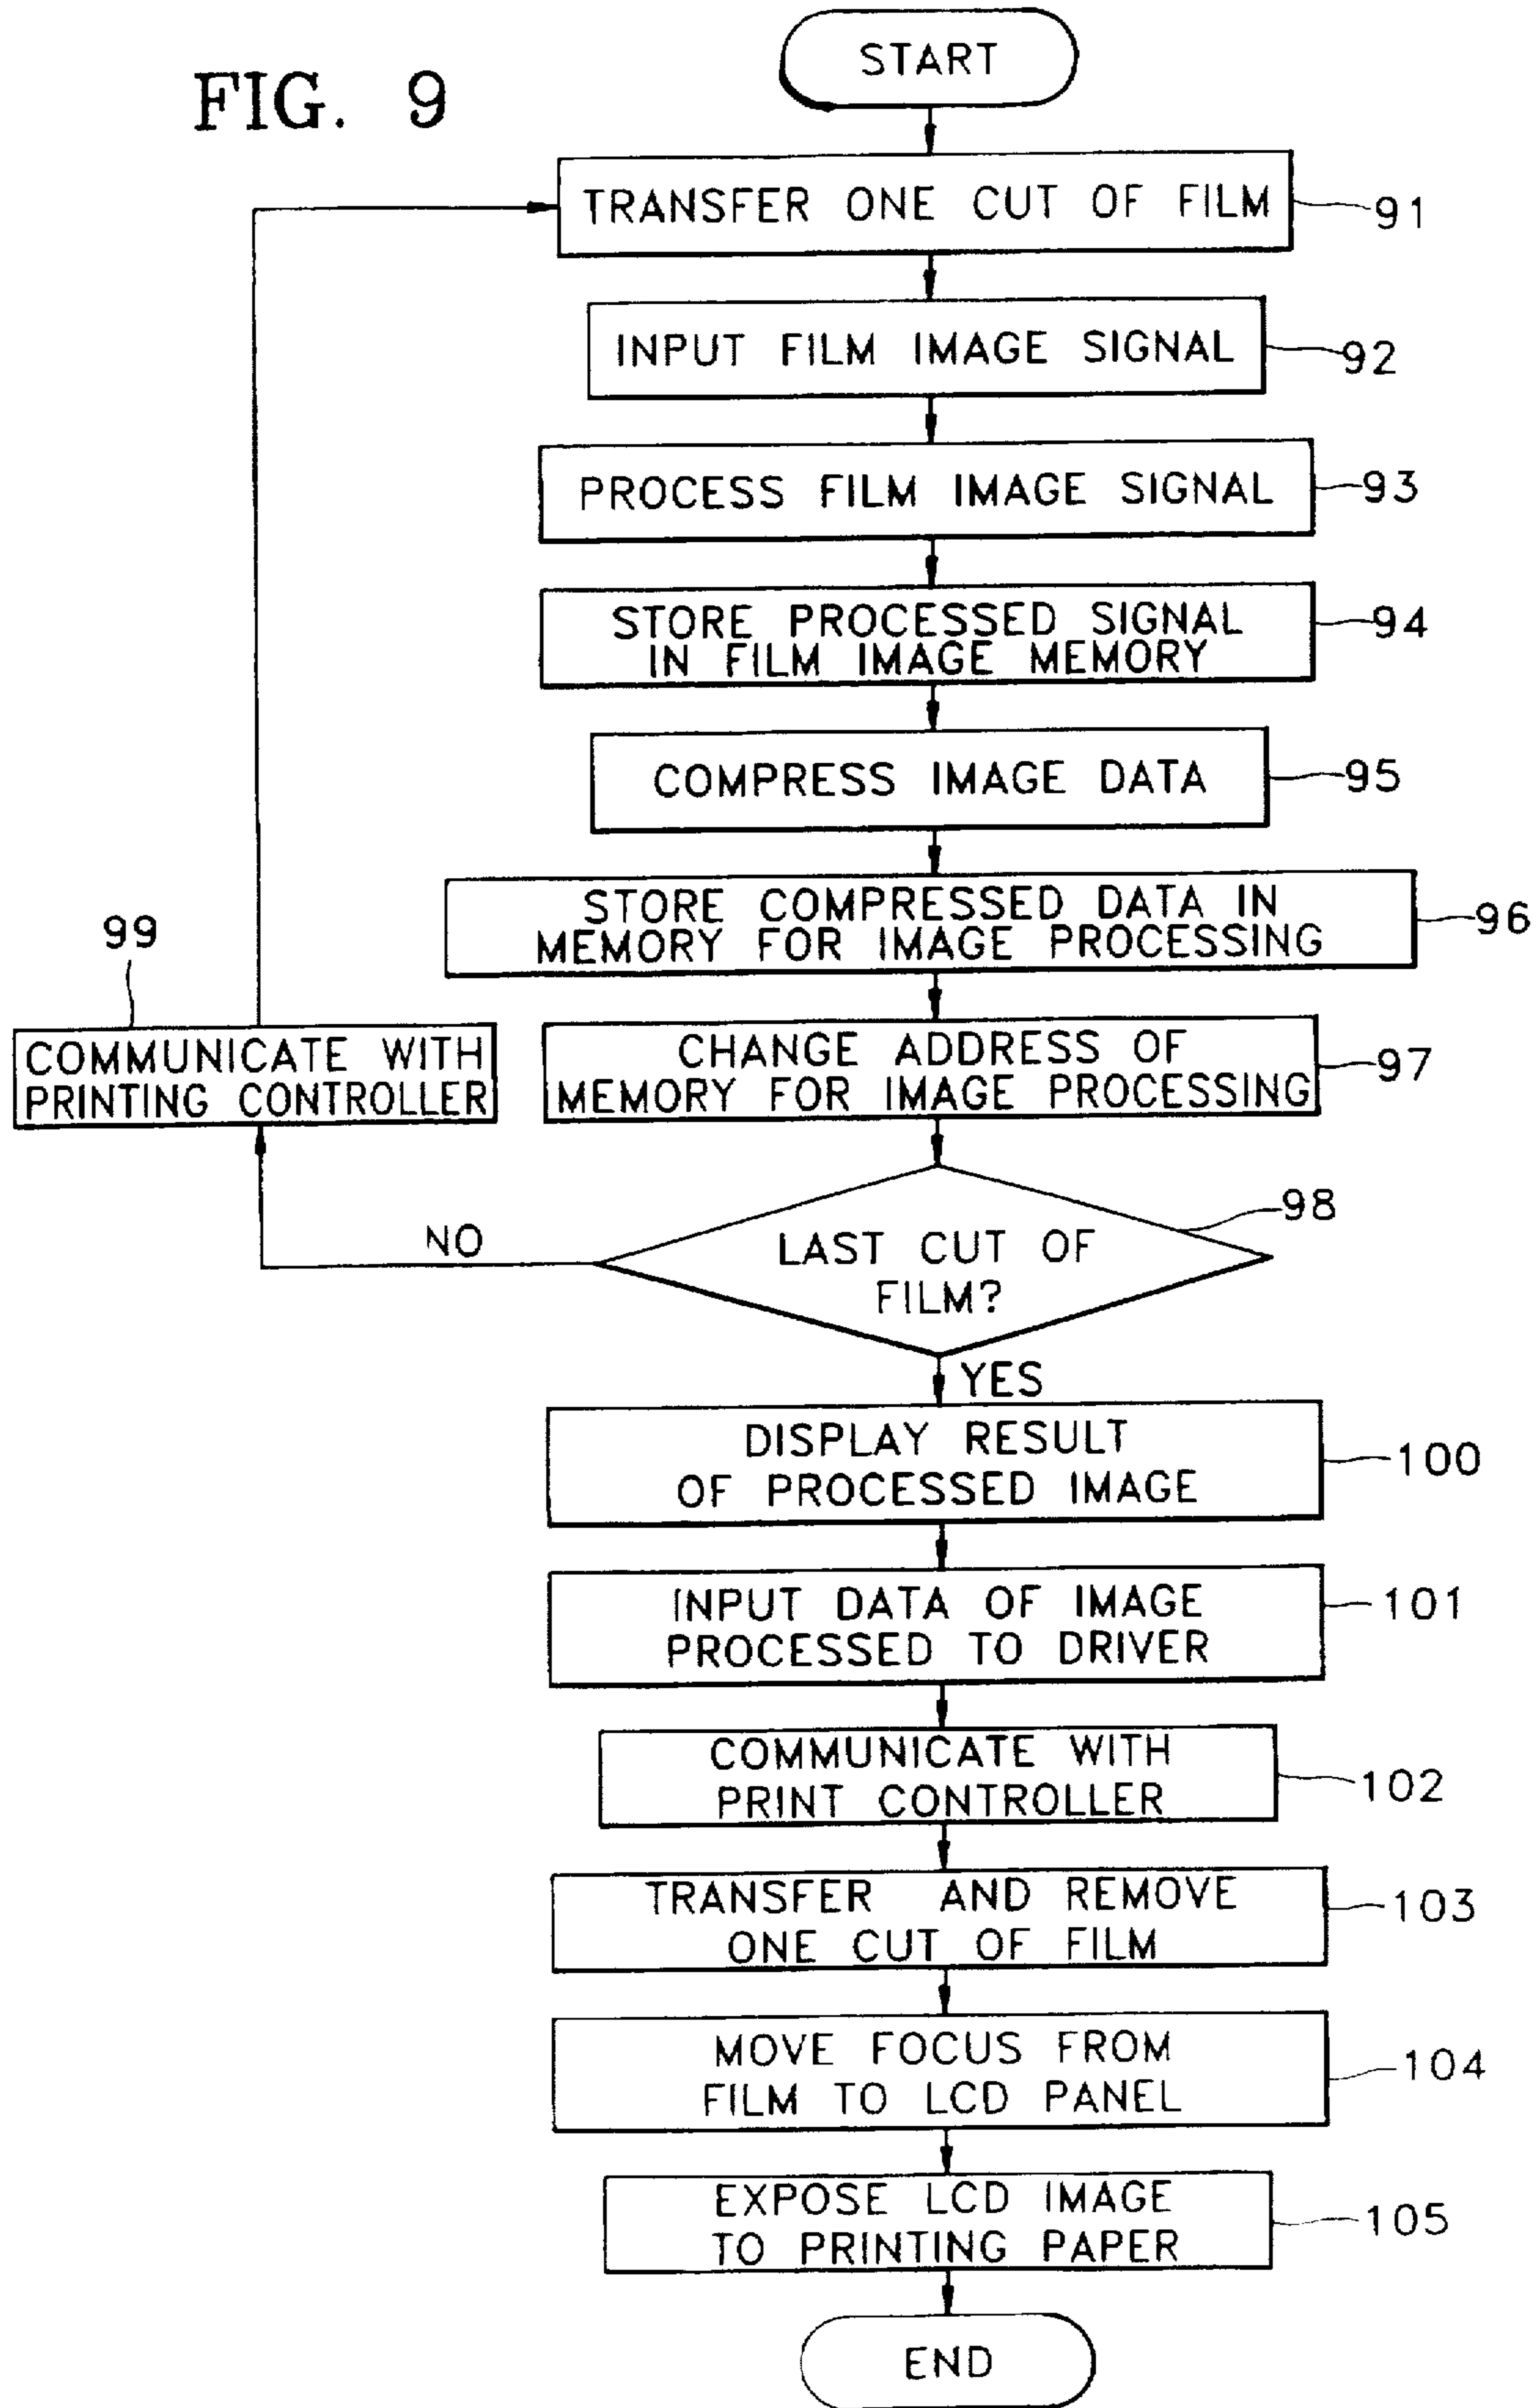 FIG. 9
START
TRANSFER ONE CUT OF FILM
91
INPUT FILM IMAGE SIGNAL
92
PROCESS FILM IMAGE SIGNAL
93
STORE PROCESSED SIGNAL
IN FILM IMAGE MEMORY
94
COMPRESS IMAGE DATA
95
STORE COMPRESSED DATA IN
MEMORY FOR IMAGE PROCESSING
96
99
COMMUNICATE WITH
PRINTING CONTROLLER
CHANGE ADDRESS OF
MEMORY FOR IMAGE PROCESSING
97
98
NO
LAST CUT OF
FILM?
YES
DISPLAY RESULT
OF PROCESSED IMAGE
100
INPUT DATA OF IMAGE
PROCESSED TO DRIVER
101
COMMUNICATE WITH
PRINT CONTROLLER
102
TRANSFER AND REMOVE
ONE CUT OF FILM
103
MOVE FOCUS FROM
FILM TO LCD PANEL
104
EXPOSE LCD IMAGE
TO PRINTING PAPER
105
END